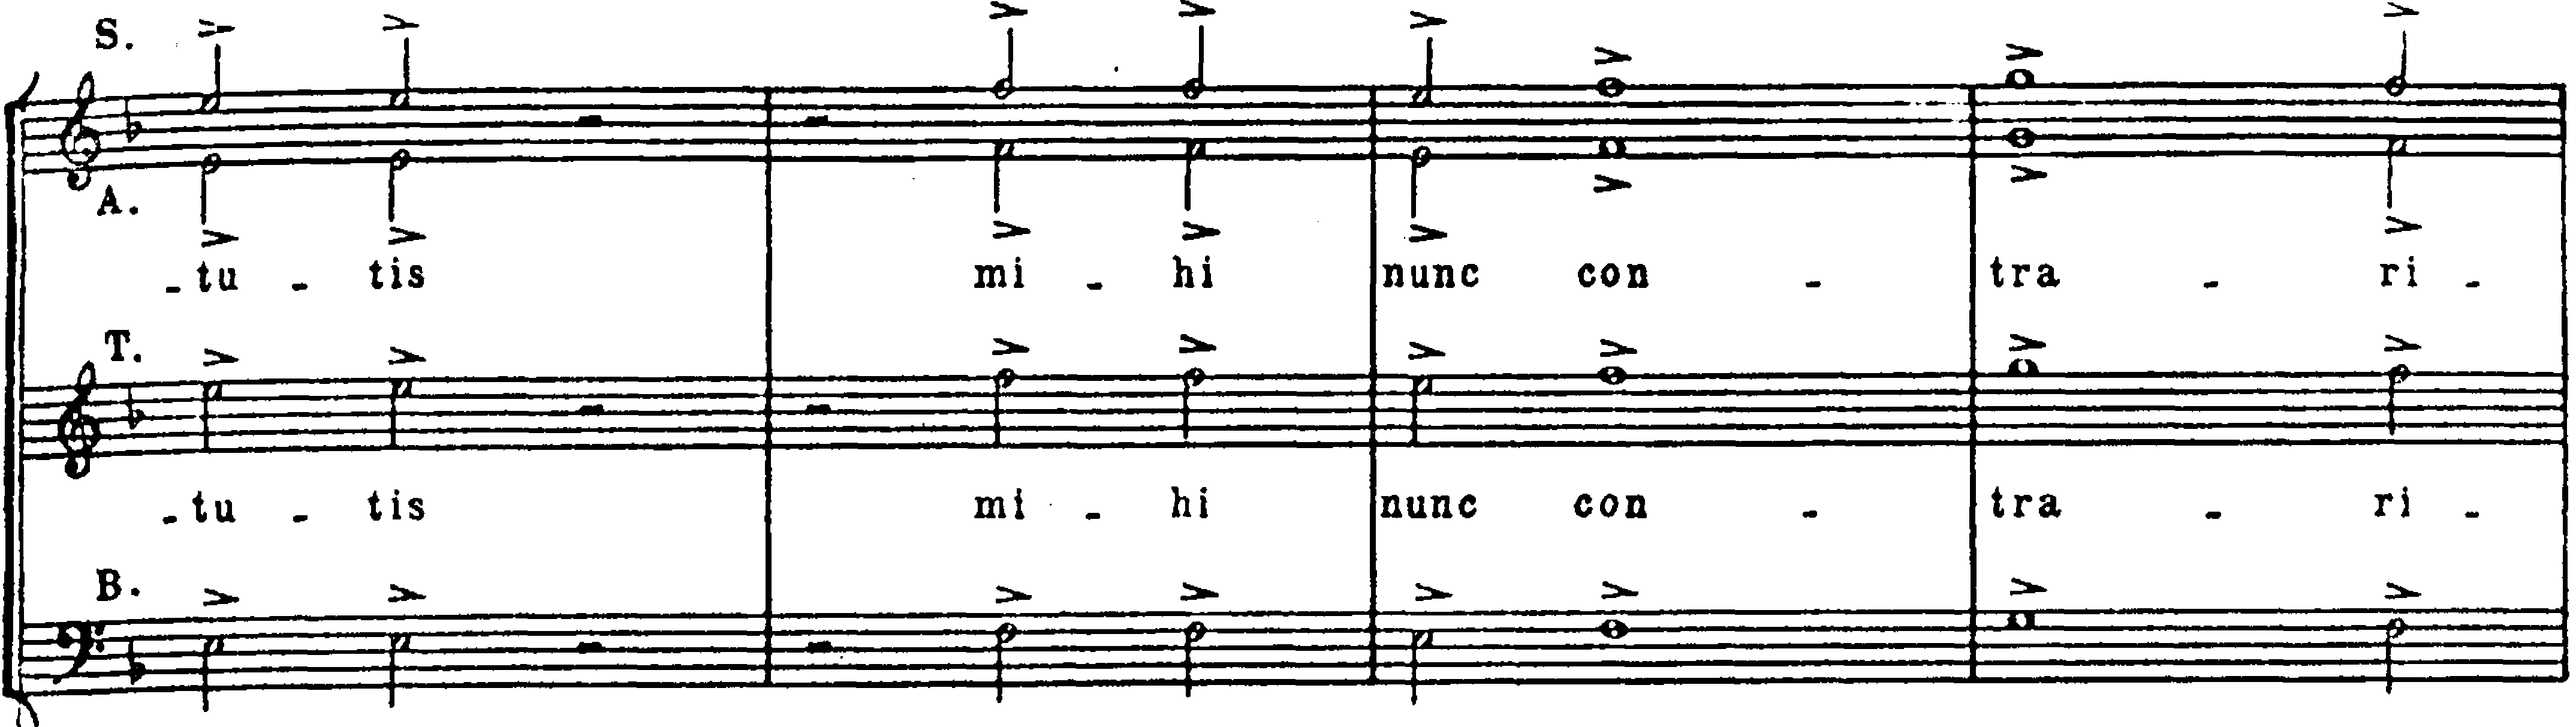 S.
A.
- tu - tis mi - hi nunc con - tra - ri -
T.
- tu - tis mi - hi nunc con - tra - ri -
B.